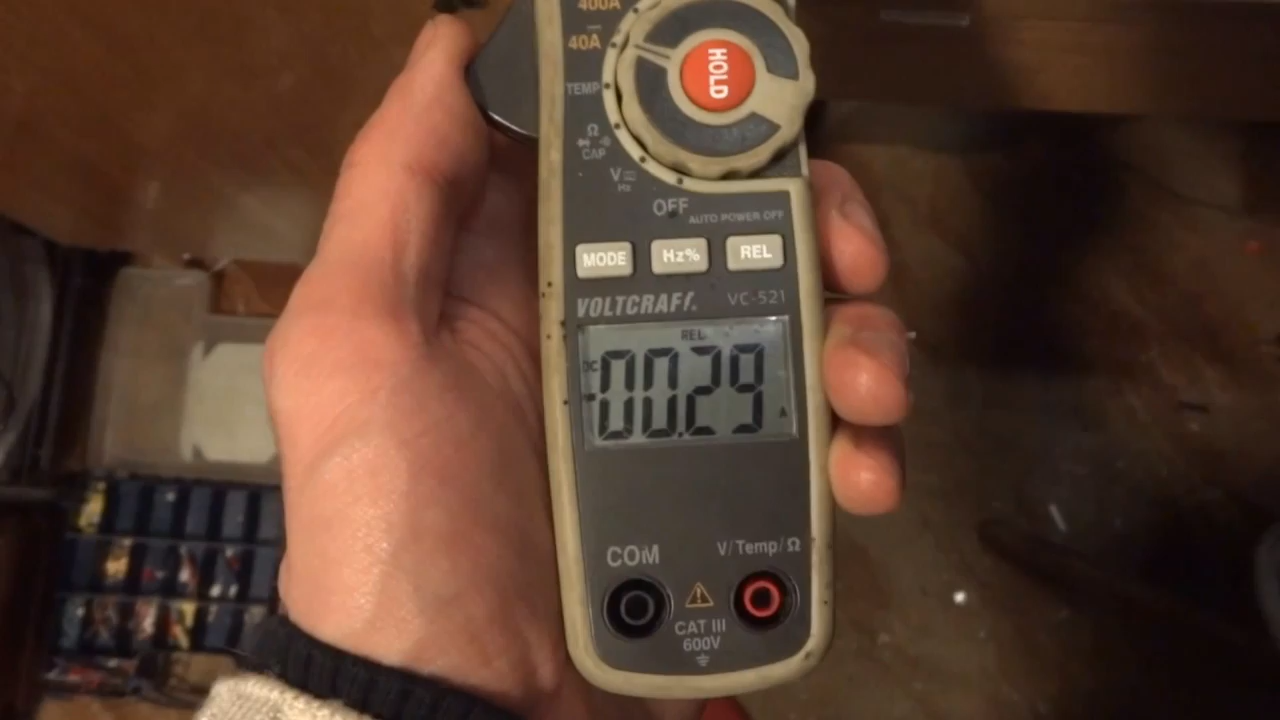 400A
40A
HOLD
TEMP
Ω
CAP
V
Hz
OFF
AUTO POWER OFF
MODE
Hz%
REL
VOLTCRAFT
VC-521
REL
DC
-00.29
A
COM
V/Temp/Ω
CAT III
600V